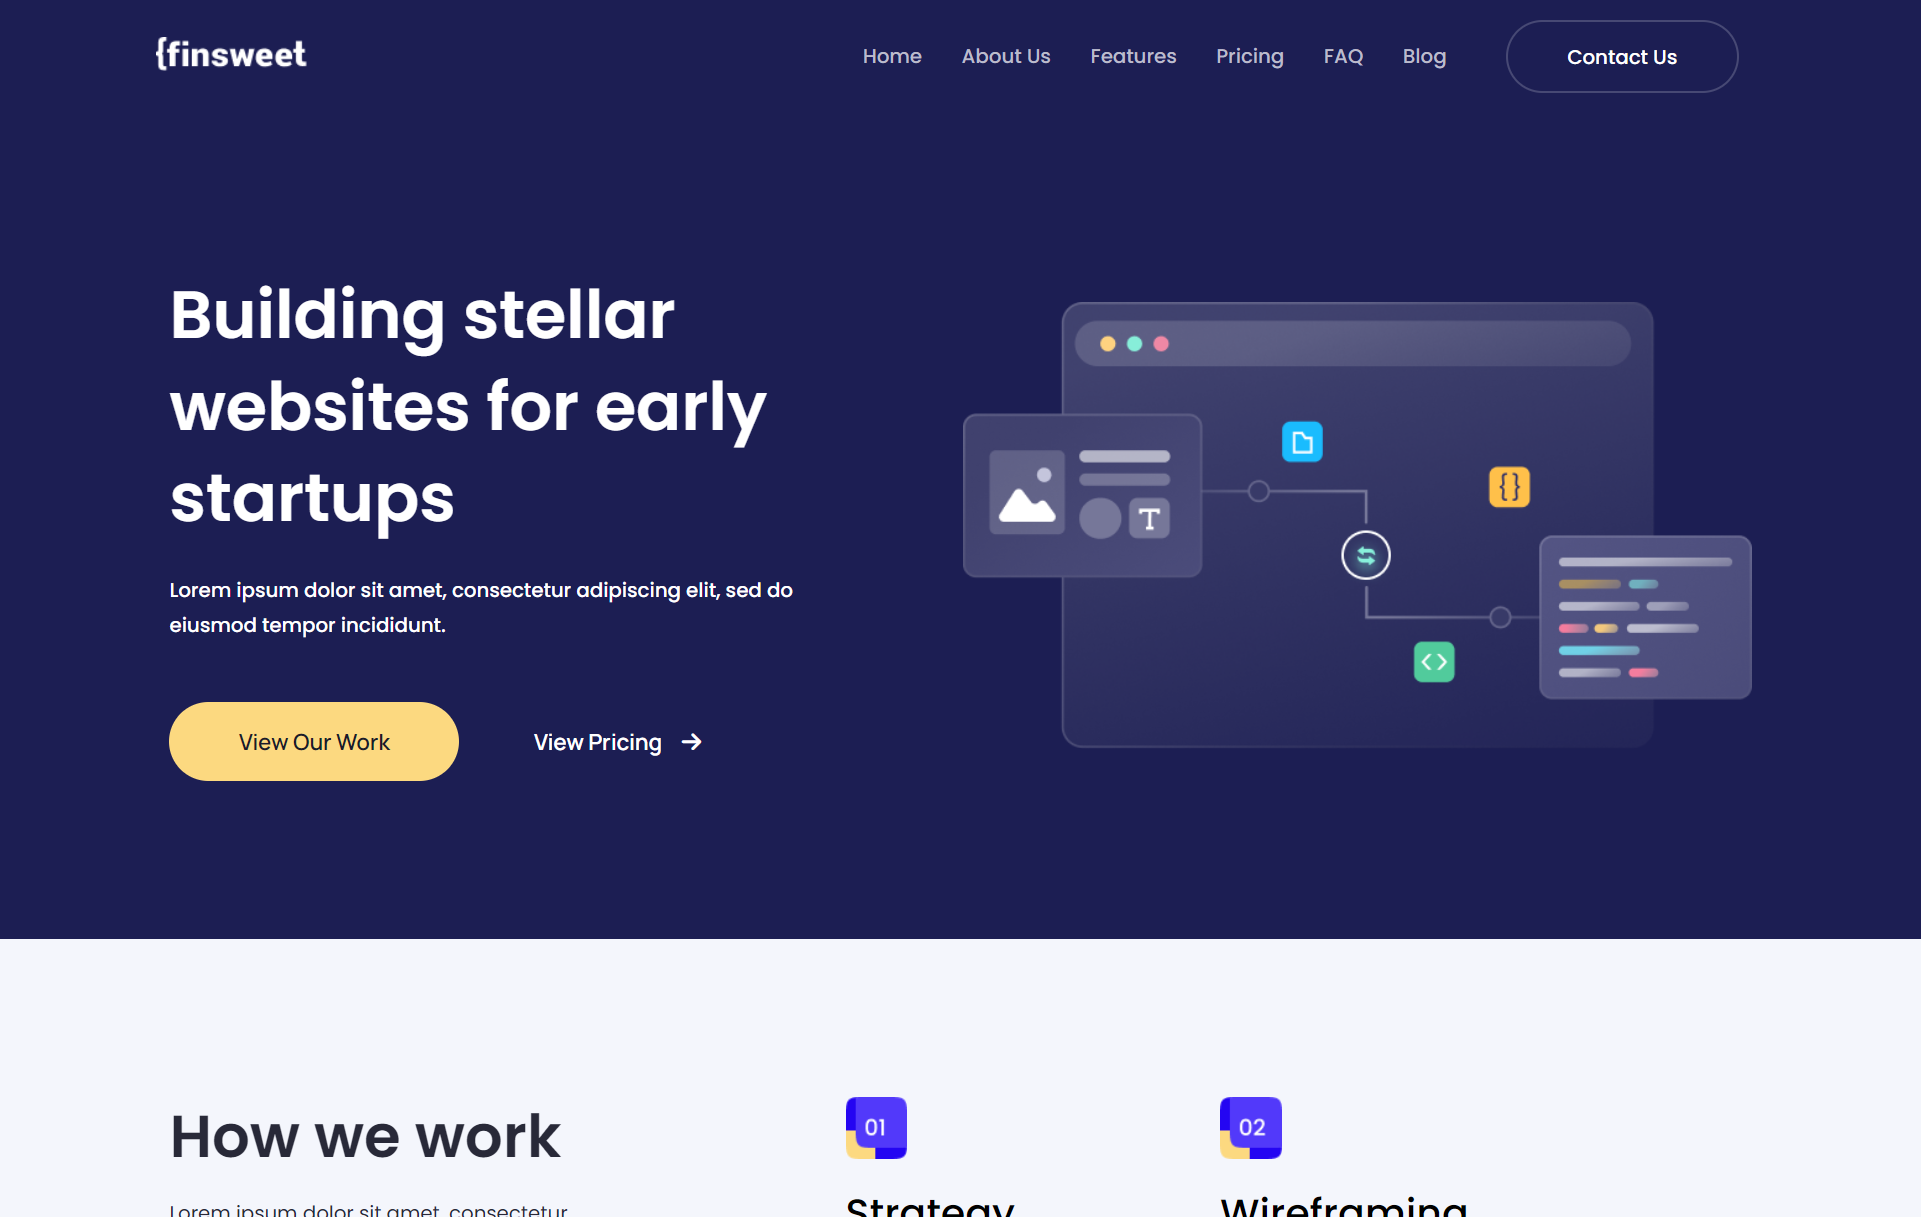 {finsweet
Home About Us Features Pricing FAQ Blog Contact Us
Building stellar
websites for early
startups
Lorem ipsum dolor sit amet, consectetur adipiscing elit, sed do
eiusmod tempor incididunt.
View Our Work View Pricing →
T
{ }
< >
How we work
01
02
Lorem ipsum dolor sit amet, consectetur
Strategy
Wireframing